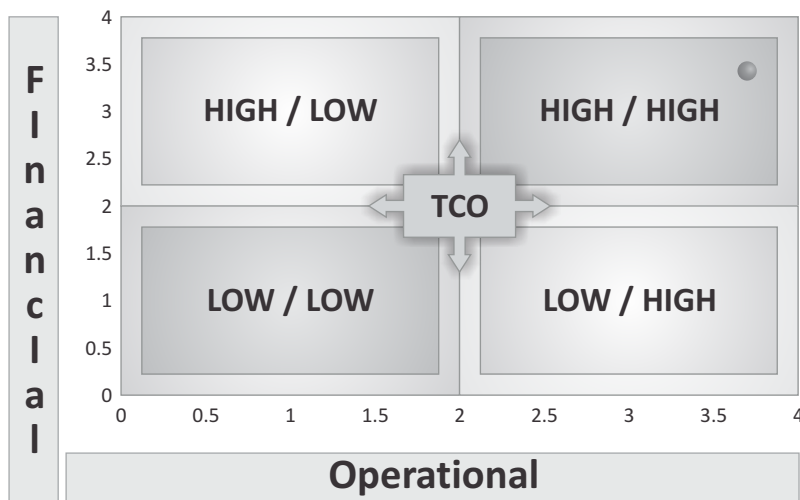 FInancIal
4
3.5
3
2.5
2
1.5
1
0.5
0
HIGH / LOW
HIGH / HIGH
TCO
LOW / LOW
LOW / HIGH
0 0.5 1 1.5 2 2.5 3 3.5 4
Operational